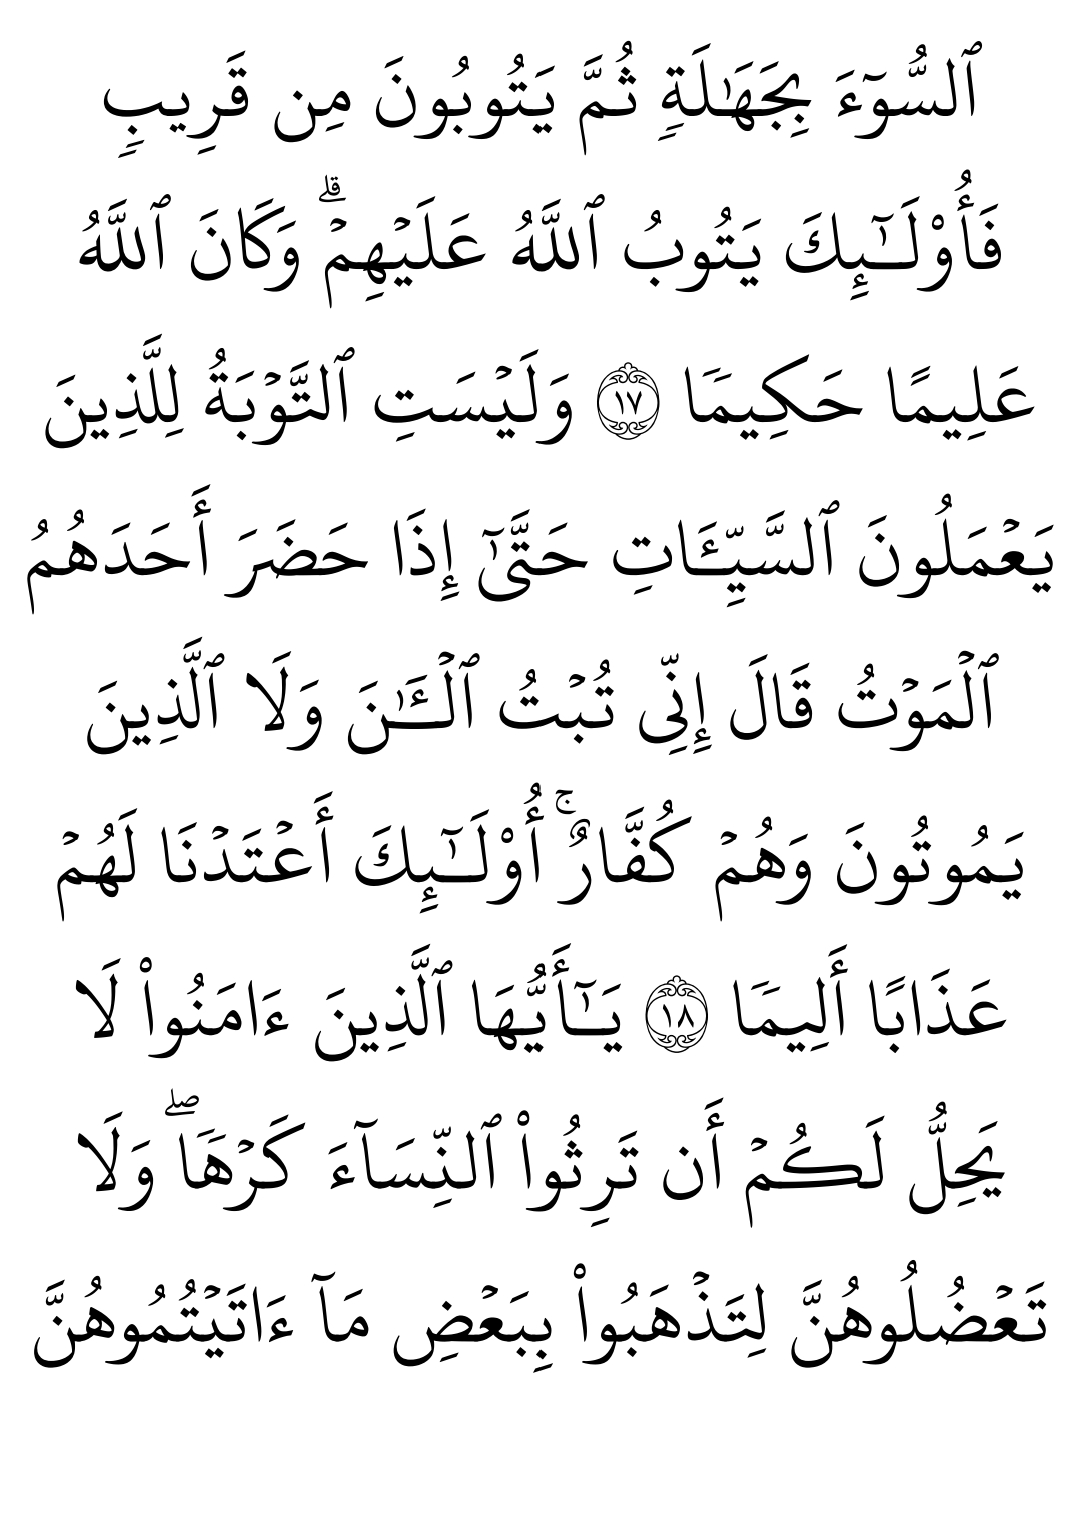 ٱلسُّوٓءَ بِجَهَٰلَةٖ ثُمَّ يَتُوبُونَ مِن قَرِيبٖ
فَأُوْلَٰٓئِكَ يَتُوبُ ٱللَّهُ عَلَيۡهِمۡۗ وَكَانَ ٱللَّهُ
عَلِيمًا حَكِيمٗا ١٧ وَلَيۡسَتِ ٱلتَّوۡبَةُ لِلَّذِينَ
يَعۡمَلُونَ ٱلسَّيِّـَٔاتِ حَتَّىٰٓ إِذَا حَضَرَ أَحَدَهُمُ
ٱلۡمَوۡتُ قَالَ إِنِّي تُبۡتُ ٱلۡـَٰٔنَ وَلَا ٱلَّذِينَ
يَمُوتُونَ وَهُمۡ كُفَّارٌۚ أُوْلَٰٓئِكَ أَعۡتَدۡنَا لَهُمۡ
عَذَابًا أَلِيمٗا ١٨ يَٰٓأَيُّهَا ٱلَّذِينَ ءَامَنُواْ لَا
يَحِلُّ لَكُمۡ أَن تَرِثُواْ ٱلنِّسَآءَ كَرۡهٗاۖ وَلَا
تَعۡضُلُوهُنَّ لِتَذۡهَبُواْ بِبَعۡضِ مَآ ءَاتَيۡتُمُوهُنَّ